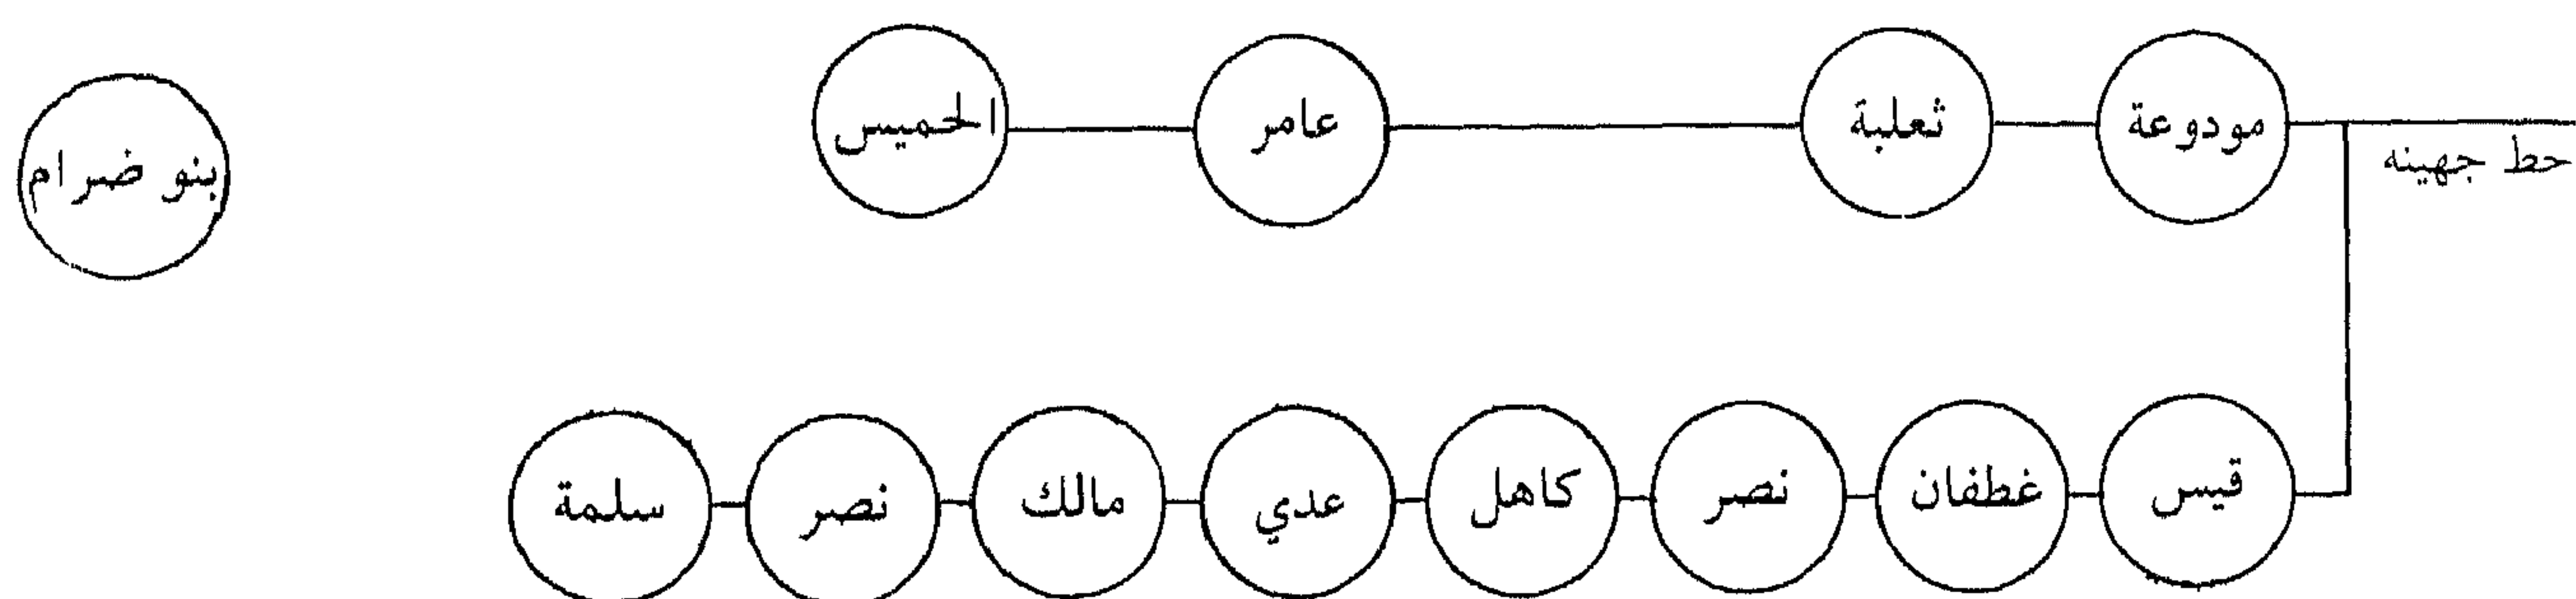 مودوعة ثعلبة عامر الحميس
حط جهينه
بنو ضرام
قيس غطفان نصر كاهل عدي مالك نصر سلمة